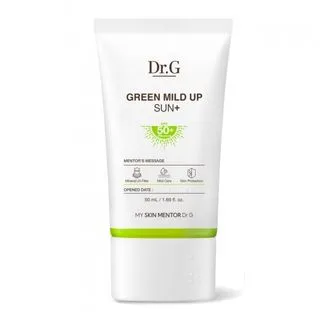 Dr.G
GREEN MILD UP
SUN+
SPF
50+
MENTOR'S MESSAGE
Mineral UV Filter
Mild Care
Skin Protection
OPENED DATE :
50 mL / 1.69 fl. oz.
MY SKIN MENTOR Dr.G